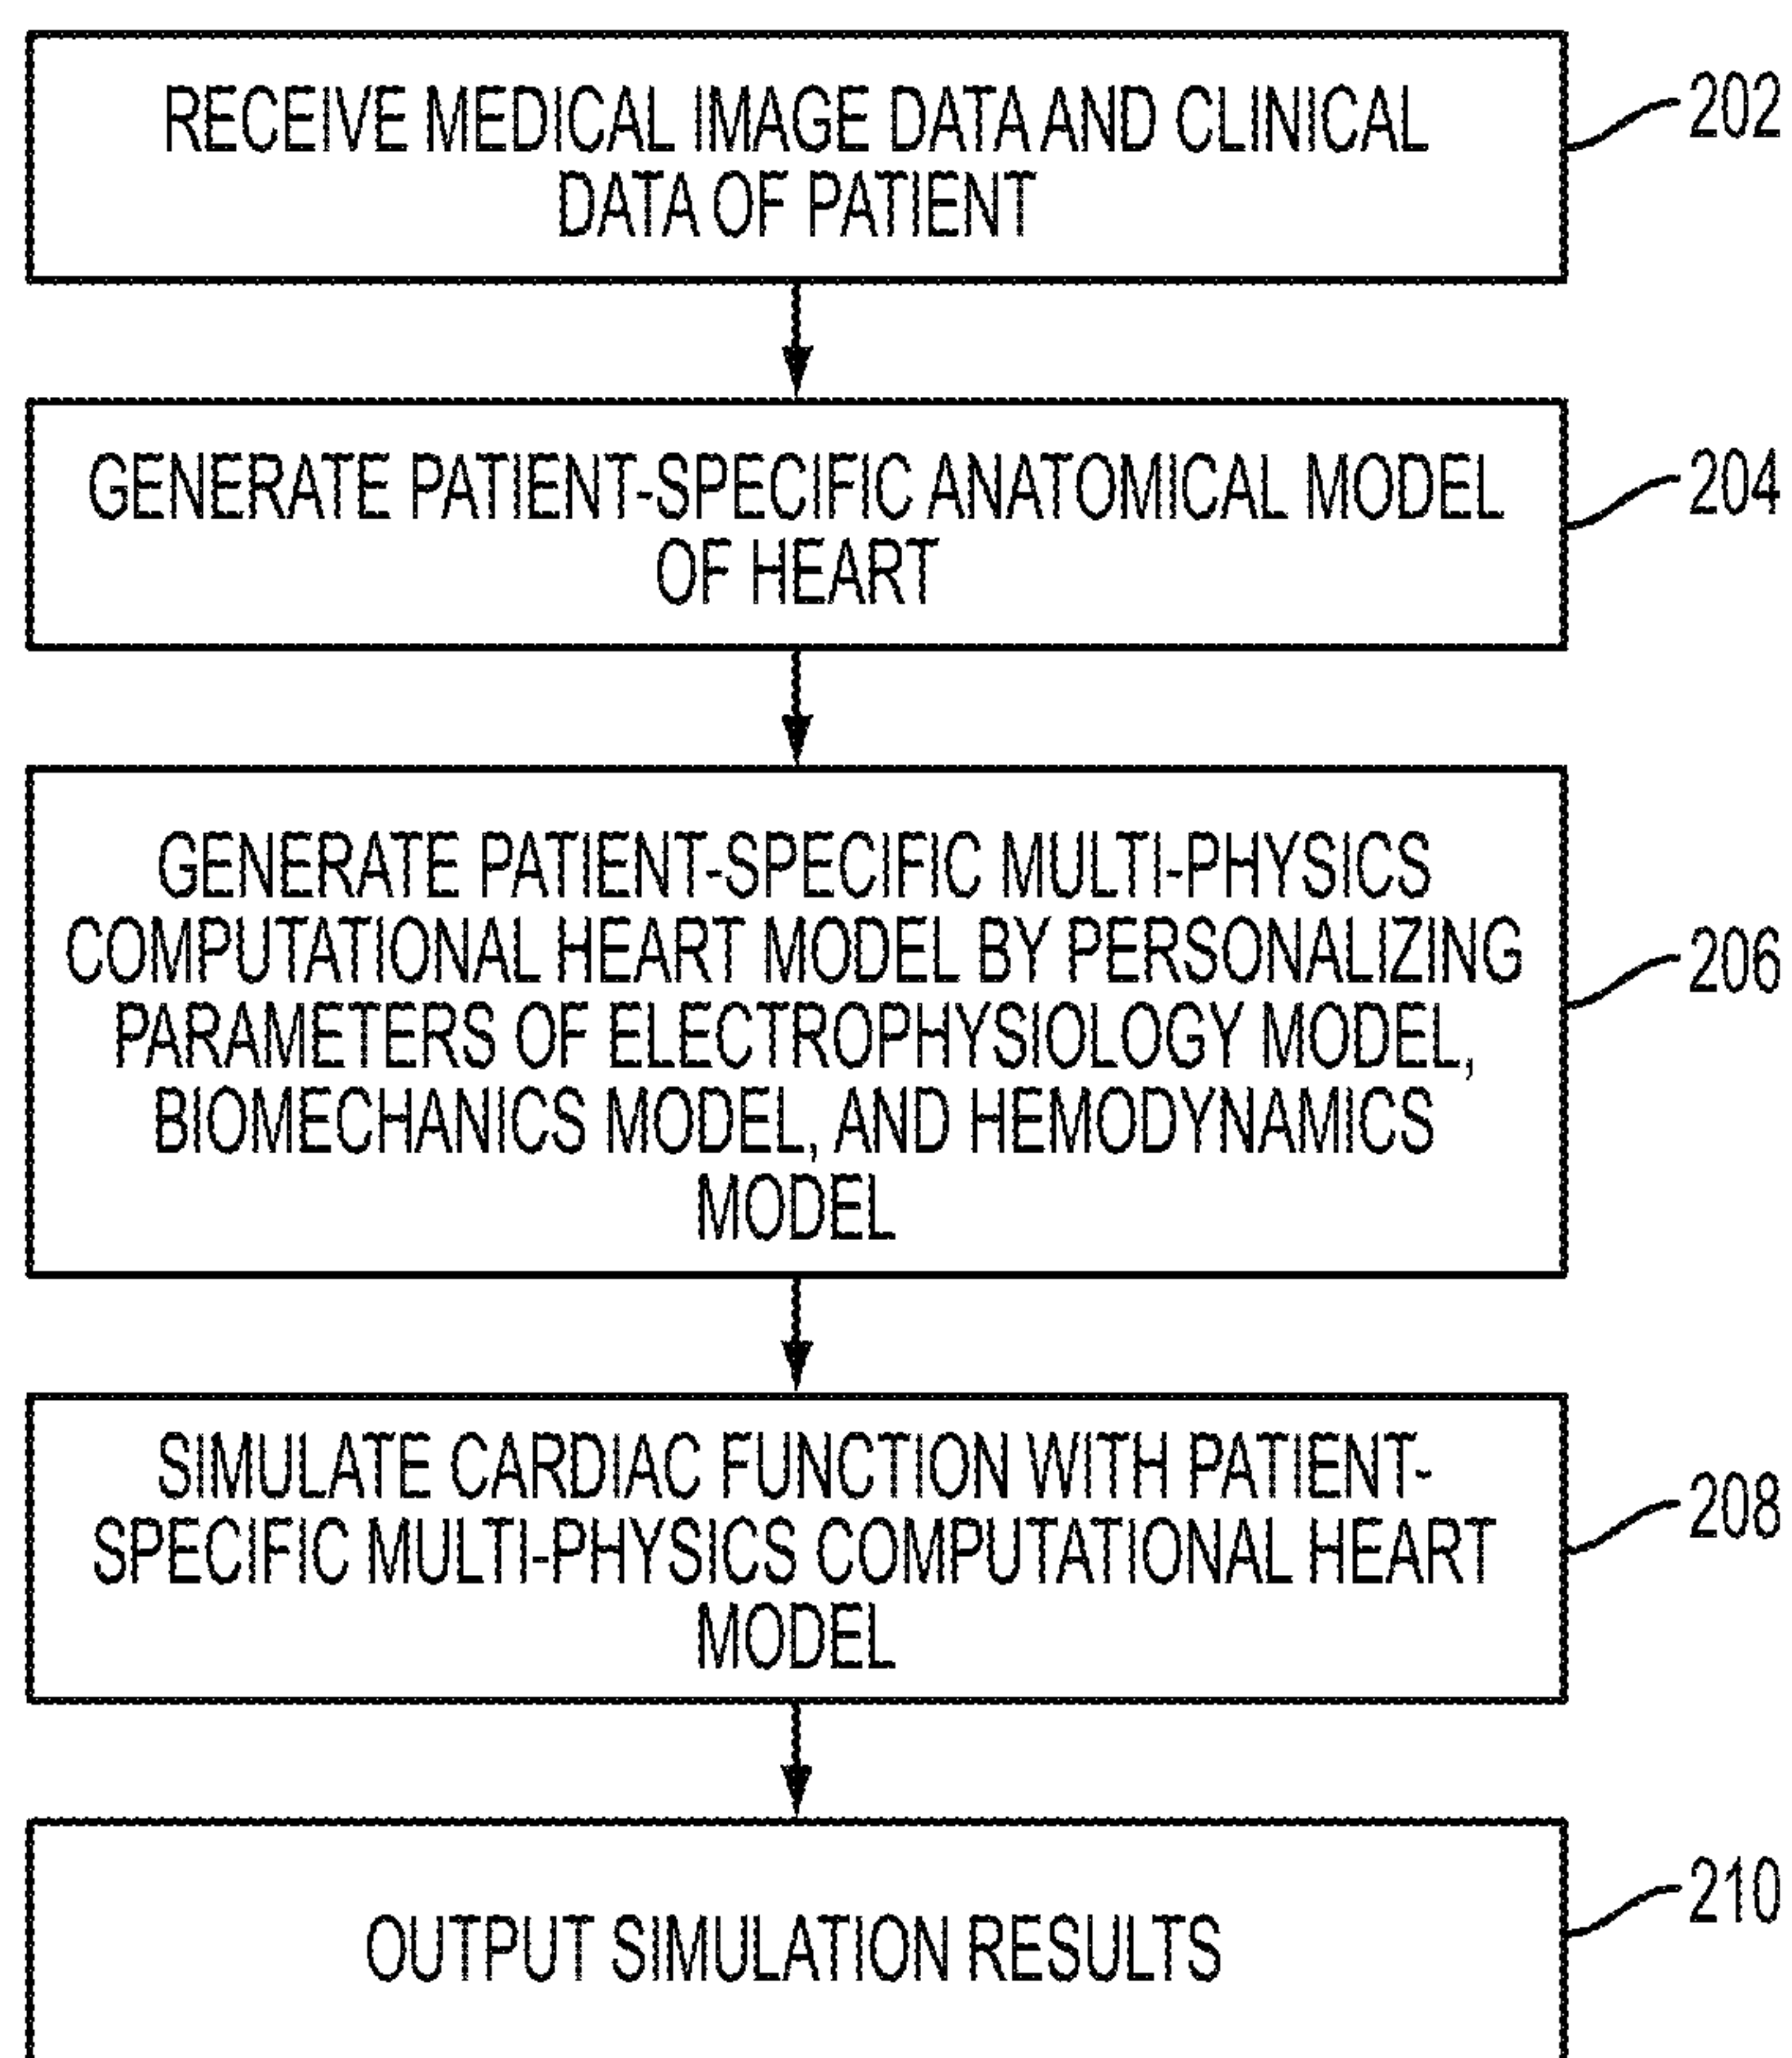 RECEIVE MEDICAL IMAGE DATA AND CLINICAL
DATA OF PATIENT
202
GENERATE PATIENT-SPECIFIC ANATOMICAL MODEL
OF HEART
204
GENERATE PATIENT-SPECIFIC MULTI-PHYSICS
COMPUTATIONAL HEART MODEL BY PERSONALIZING
PARAMETERS OF ELECTROPHYSIOLOGY MODEL,
BIOMECHANICS MODEL, AND HEMODYNAMICS
MODEL
206
SIMULATE CARDIAC FUNCTION WITH PATIENT-
SPECIFIC MULTI-PHYSICS COMPUTATIONAL HEART
MODEL
208
OUTPUT SIMULATION RESULTS
210